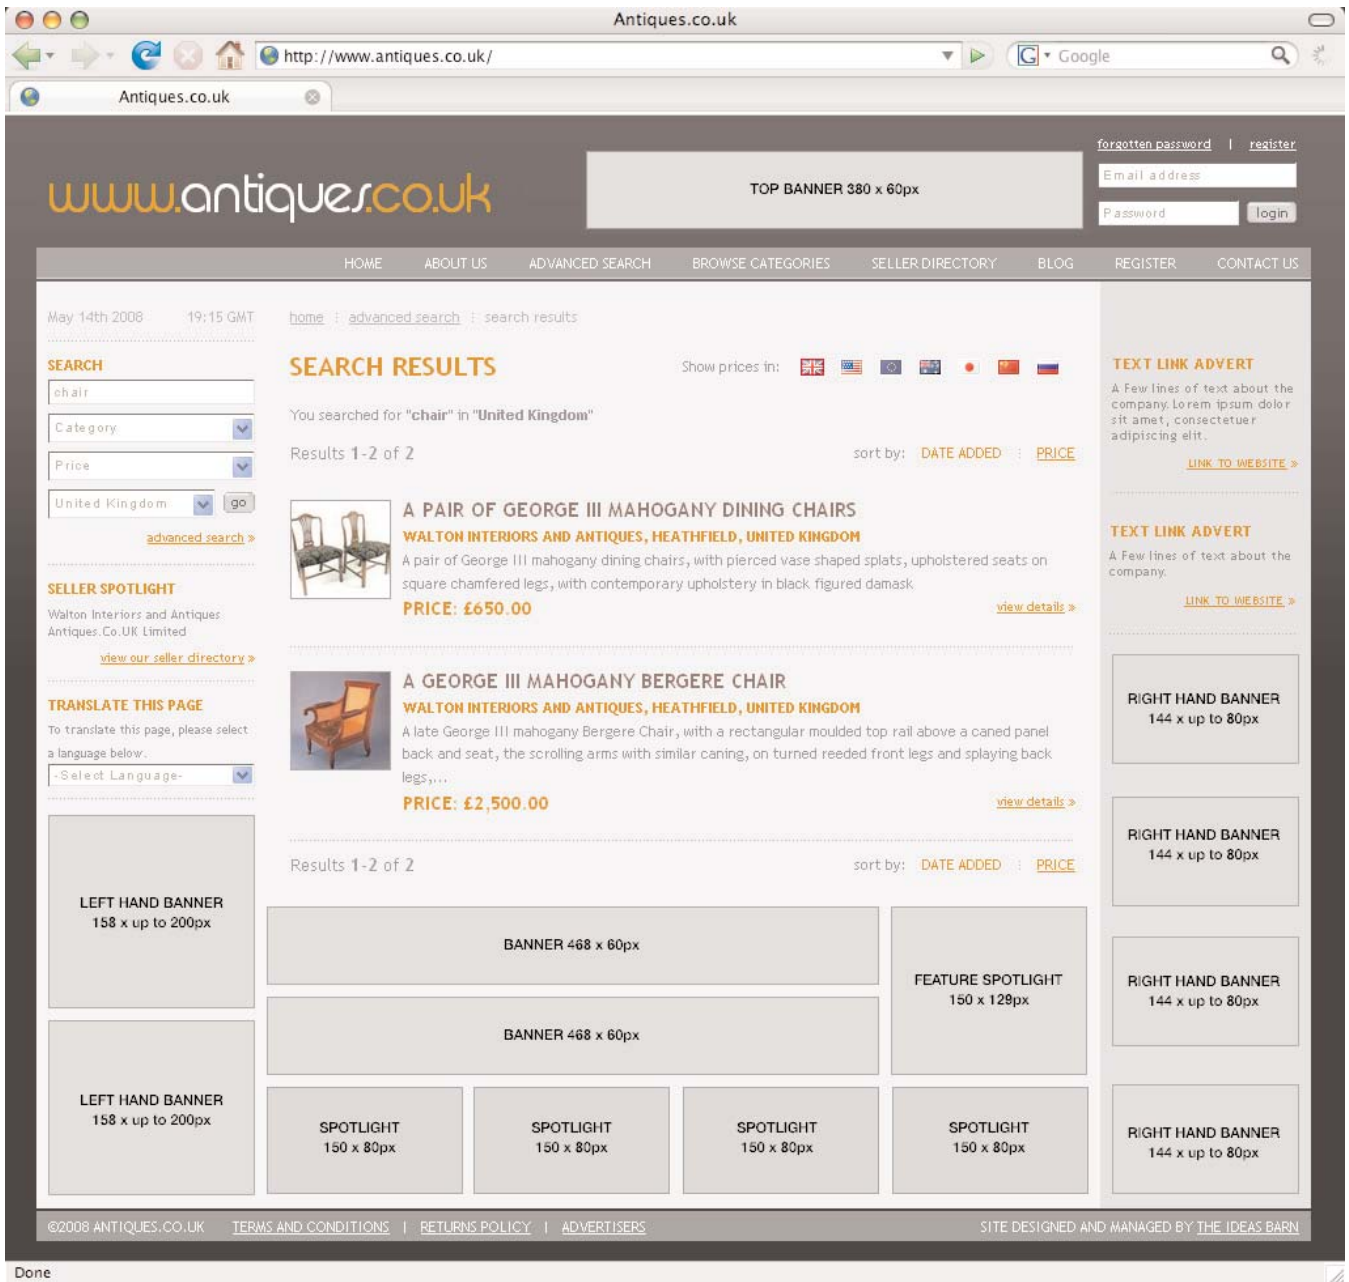 Antiques.co.uk
http://www.antiques.co.uk/
Google
Antiques.co.uk
forgotten password | register
www.antiques.co.uk
TOP BANNER 380 x 60px
Email address
Password
login
HOME ABOUT US ADVANCED SEARCH BROWSE CATEGORIES SELLER DIRECTORY BLOG REGISTER CONTACT US
May 14th 2008 19:15 GMT
SEARCH
chair
Category
Price
United Kingdom
go
advanced search »
SELLER SPOTLIGHT
Walton Interiors and Antiques
Antiques.Co.UK Limited
view our seller directory »
TRANSLATE THIS PAGE
To translate this page, please select
a language below.
-Select Language-
LEFT HAND BANNER
158 x up to 200px
LEFT HAND BANNER
158 x up to 200px
home : advanced search : search results
SEARCH RESULTS
Show prices in:
You searched for "chair" in "United Kingdom"
Results 1-2 of 2
sort by: DATE ADDED : PRICE
A PAIR OF GEORGE III MAHOGANY DINING CHAIRS
WALTON INTERIORS AND ANTIQUES, HEATHFIELD, UNITED KINGDOM
A pair of George III mahogany dining chairs, with pierced vase shaped splats, upholstered seats on
square chamfered legs, with contemporary upholstery in black figured damask
PRICE: £650.00
view details »
A GEORGE III MAHOGANY BERGERE CHAIR
WALTON INTERIORS AND ANTIQUES, HEATHFIELD, UNITED KINGDOM
A late George III mahogany Bergere Chair, with a rectangular moulded top rail above a caned panel
back and seat, the scrolling arms with similar caning, on turned reeded front legs and splaying back
legs,...
PRICE: £2,500.00
view details »
Results 1-2 of 2
sort by: DATE ADDED : PRICE
BANNER 468 x 60px
BANNER 468 x 60px
FEATURE SPOTLIGHT
150 x 129px
SPOTLIGHT
150 x 80px
SPOTLIGHT
150 x 80px
SPOTLIGHT
150 x 80px
SPOTLIGHT
150 x 80px
TEXT LINK ADVERT
A Few lines of text about the
company. Lorem ipsum dolor
sit amet, consectetuer
adipiscing elit.
LINK TO WEBSITE »
TEXT LINK ADVERT
A Few lines of text about the
company.
LINK TO WEBSITE »
RIGHT HAND BANNER
144 x up to 80px
RIGHT HAND BANNER
144 x up to 80px
RIGHT HAND BANNER
144 x up to 80px
RIGHT HAND BANNER
144 x up to 80px
©2008 ANTIQUES.CO.UK TERMS AND CONDITIONS | RETURNS POLICY | ADVERTISERS
SITE DESIGNED AND MANAGED BY THE IDEAS BARN
Done